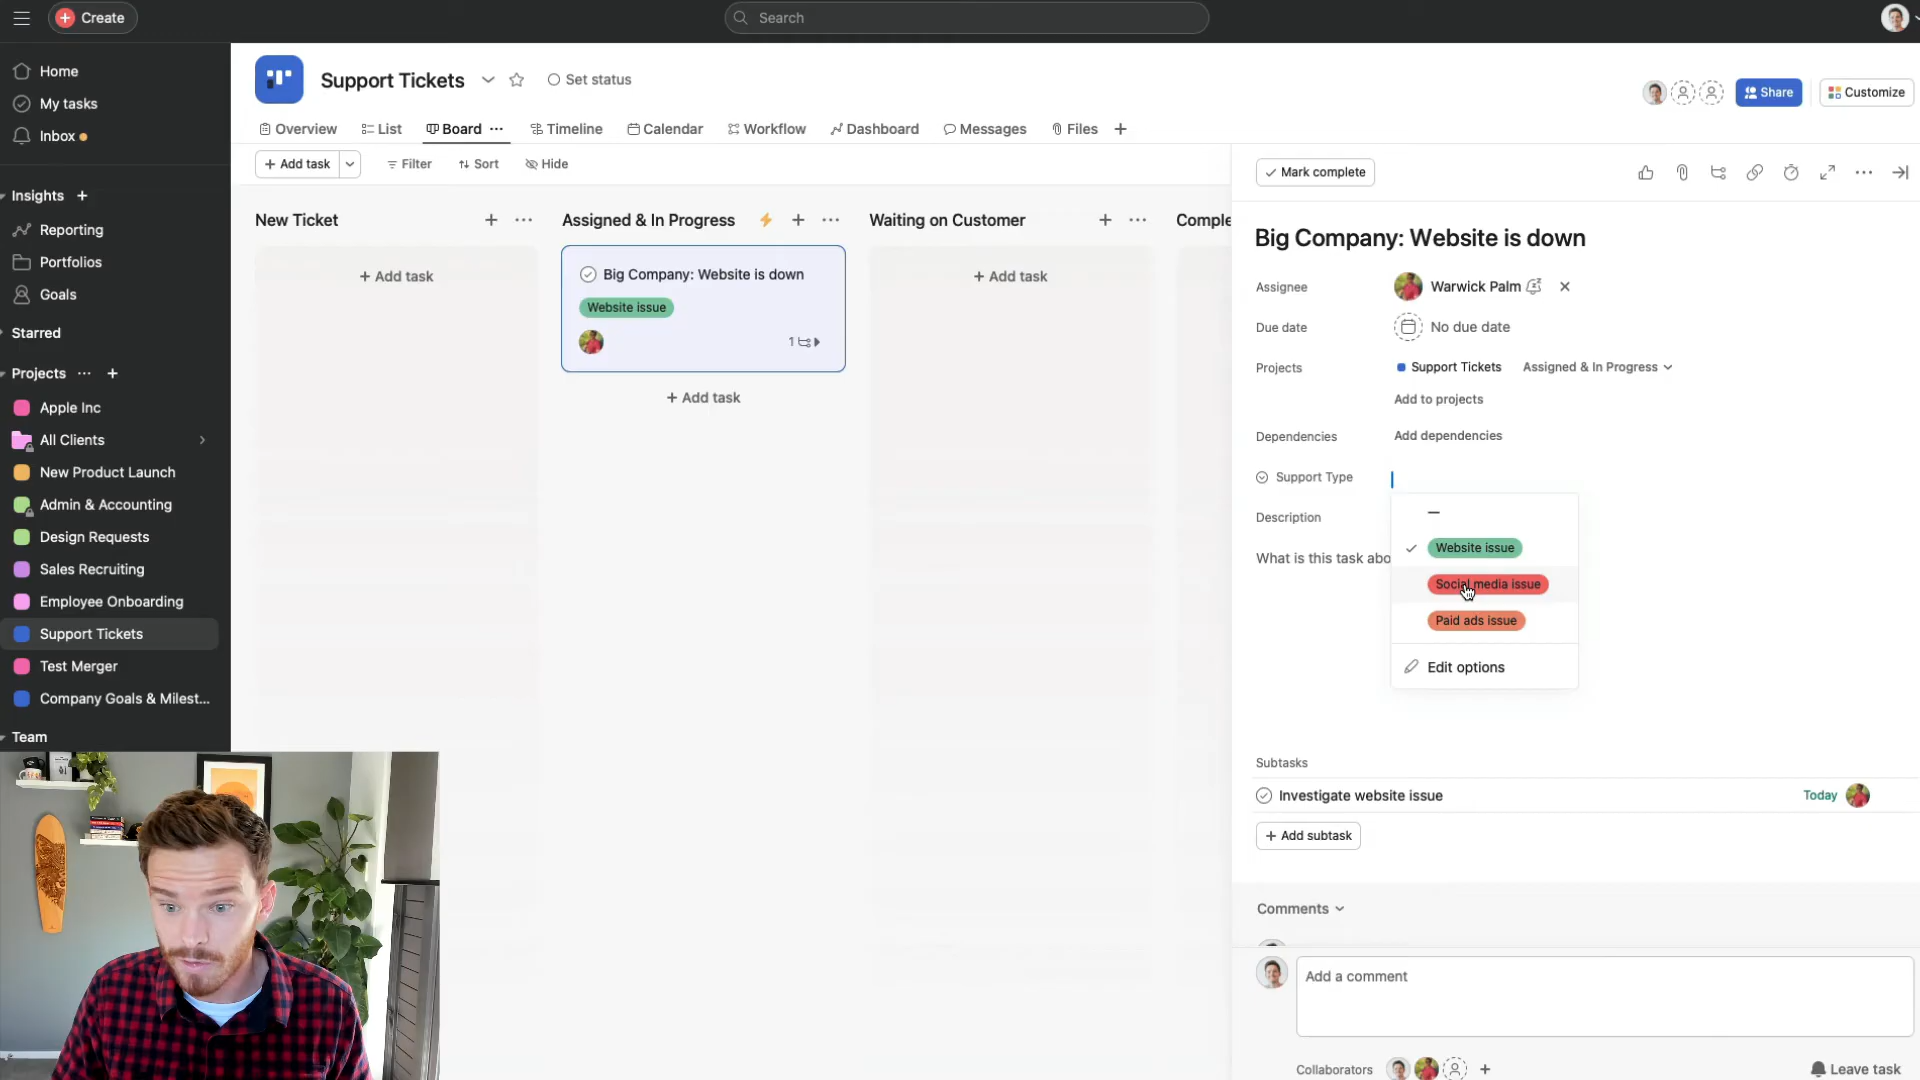 Create
Search
Home
My tasks
Inbox
Insights
Reporting
Portfolios
Goals
Starred
Projects
Apple Inc
All Clients
New Product Launch
Admin & Accounting
Design Requests
Sales Recruiting
Employee Onboarding
Support Tickets
Test Merger
Company Goals & Milest...
Team
Support Tickets
Set status
Share
Customize
Overview
List
Board
Timeline
Calendar
Workflow
Dashboard
Messages
Files
+ Add task
Filter
Sort
Hide
New Ticket
+ Add task
Assigned & In Progress
Big Company: Website is down
Website issue
1
+ Add task
Waiting on Customer
+ Add task
Comple
Mark complete
Big Company: Website is down
Assignee
Warwick Palm
Due date
No due date
Projects
Support Tickets
Assigned & In Progress
Add to projects
Dependencies
Add dependencies
Support Type
—
Website issue
Social media issue
Paid ads issue
Edit options
Description
What is this task abo
Subtasks
Investigate website issue
Today
+ Add subtask
Comments
Add a comment
Collaborators
Leave task